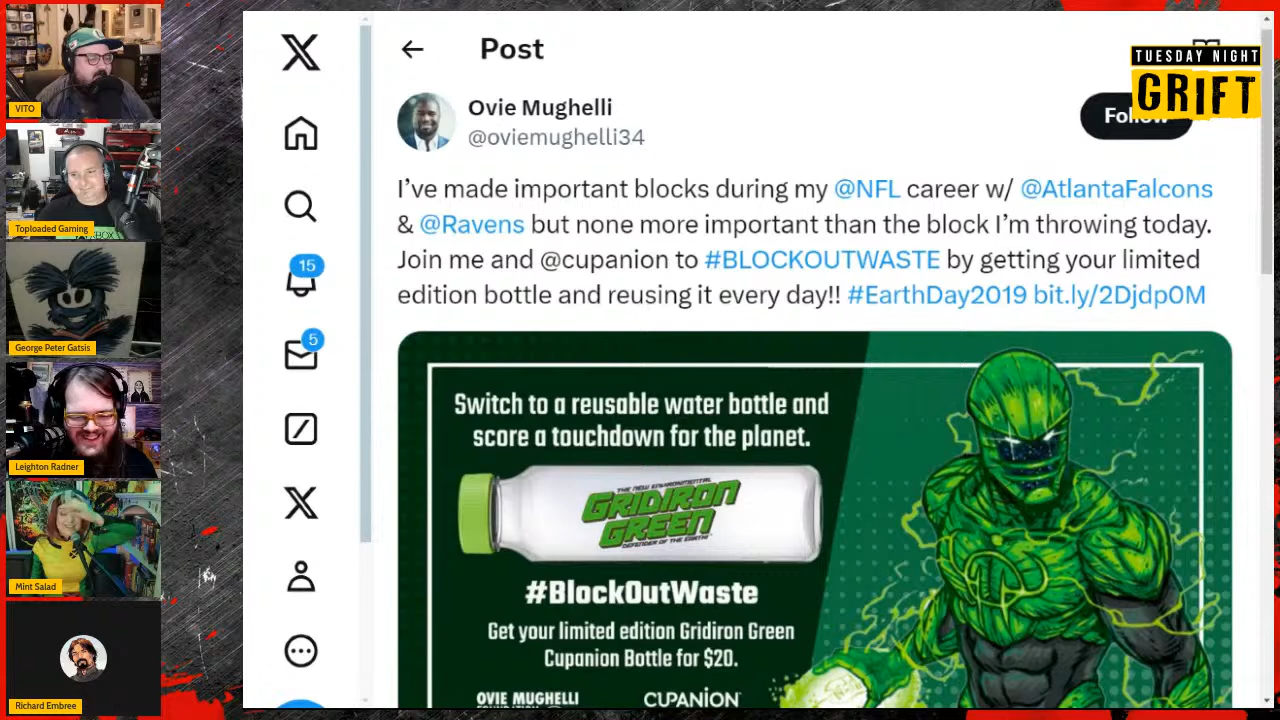 VITO
Toploaded Gaming
George Peter Gatsis
Leighton Radner
Mint Salad
Richard Embree
15
5
Post
TUESDAY NIGHT
GRIFT
Ovie Mughelli
@oviemughelli34
I’ve made important blocks during my @NFL career w/ @AtlantaFalcons
& @Ravens but none more important than the block I’m throwing today.
Join me and @cupanion to #BLOCKOUTWASTE by getting your limited
edition bottle and reusing it every day!! #EarthDay2019 bit.ly/2Djdp0M
Switch to a reusable water bottle and
score a touchdown for the planet.
THE NEW ENVIRONMENTAL
GRIDIRON
GREEN
DEFENDER OF THE EARTH
#BlockOutWaste
Get your limited edition Gridiron Green
Cupanion Bottle for $20.
OVIE MUGHELLI
CUPANION